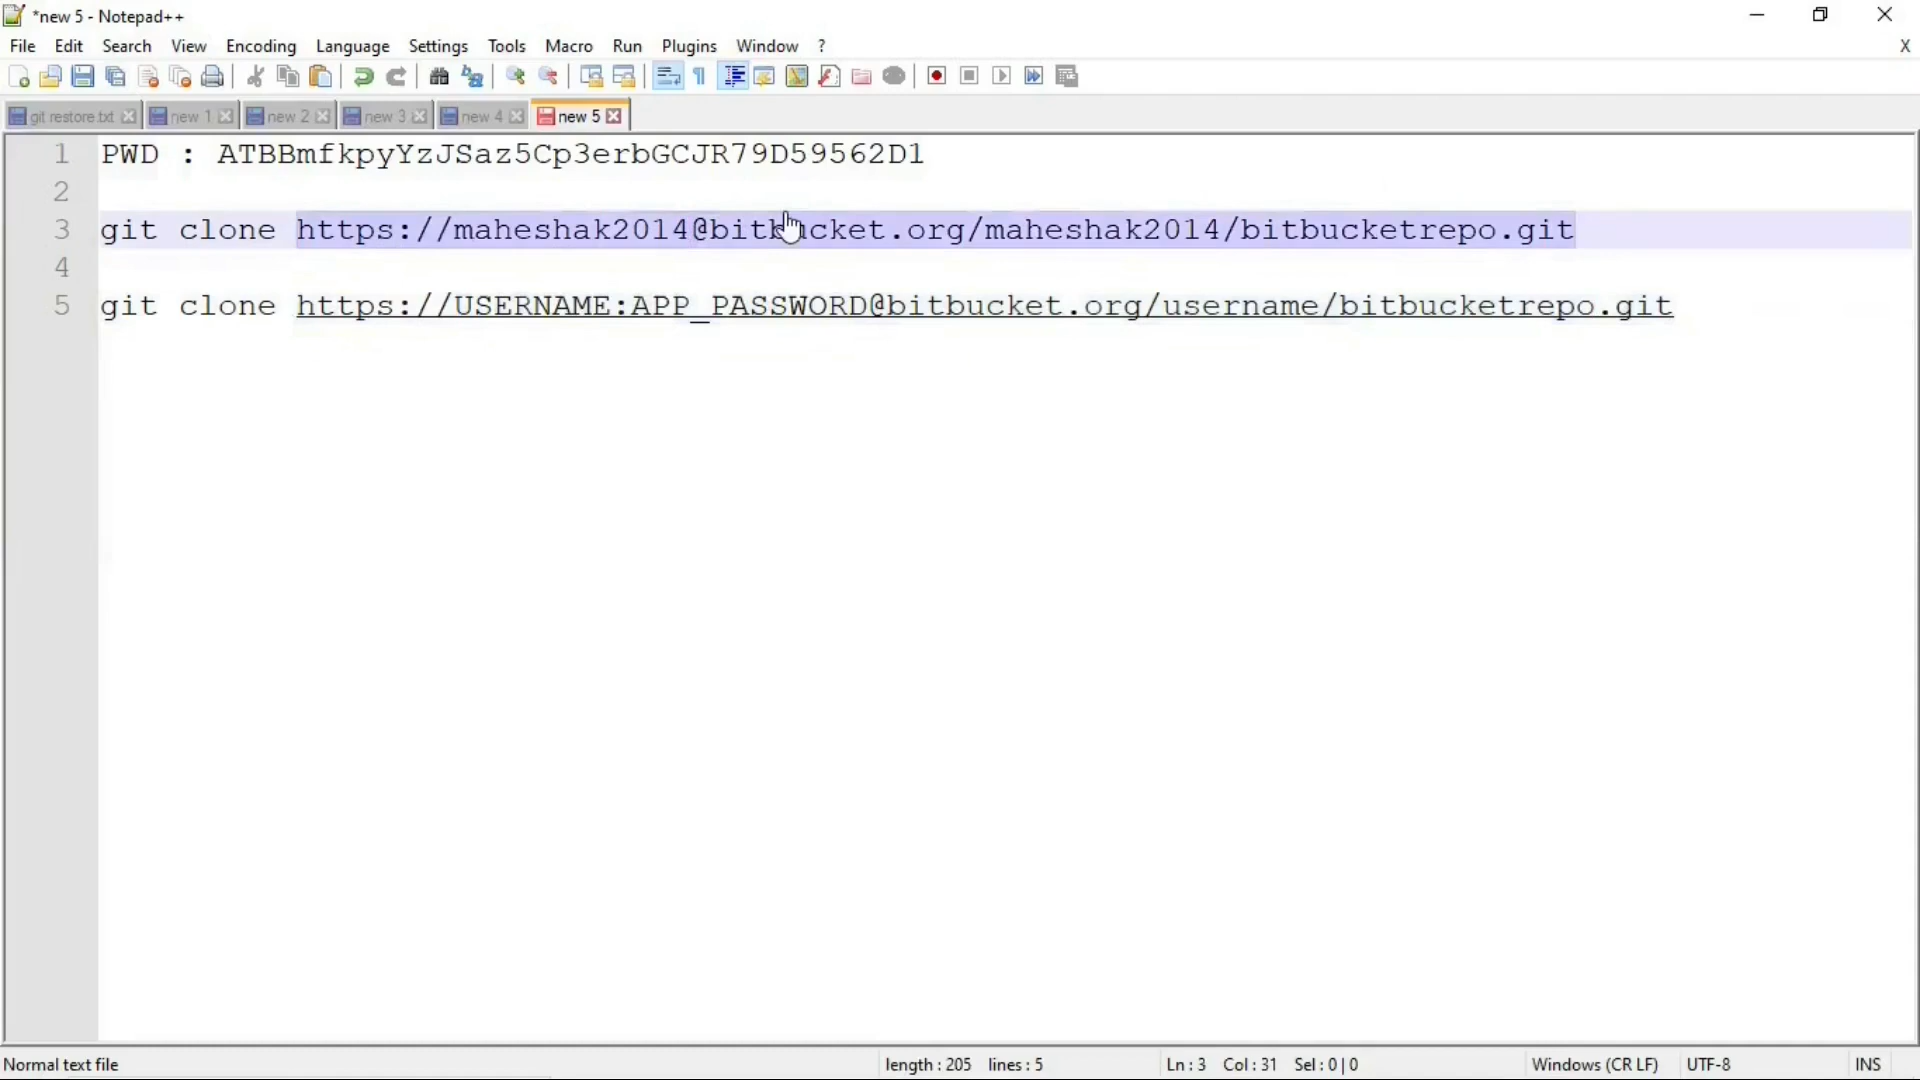 *new 5 - Notepad++
File Edit Search View Encoding Language Settings Tools Macro Run Plugins Window ? X
git restore.txt new 1 new 2 new 3 new 4 new 5
1 PWD : ATBBmfkpyYzJSaz5Cp3erbGCJR79D59562D1
2
3 git clone https://maheshak2014@bitbucket.org/maheshak2014/bitbucketrepo.git
4
5 git clone https://USERNAME:APP_PASSWORD@bitbucket.org/username/bitbucketrepo.git
Normal text file length : 205 lines : 5 Ln : 3 Col : 31 Sel : 0 | 0 Windows (CR LF) UTF-8 INS